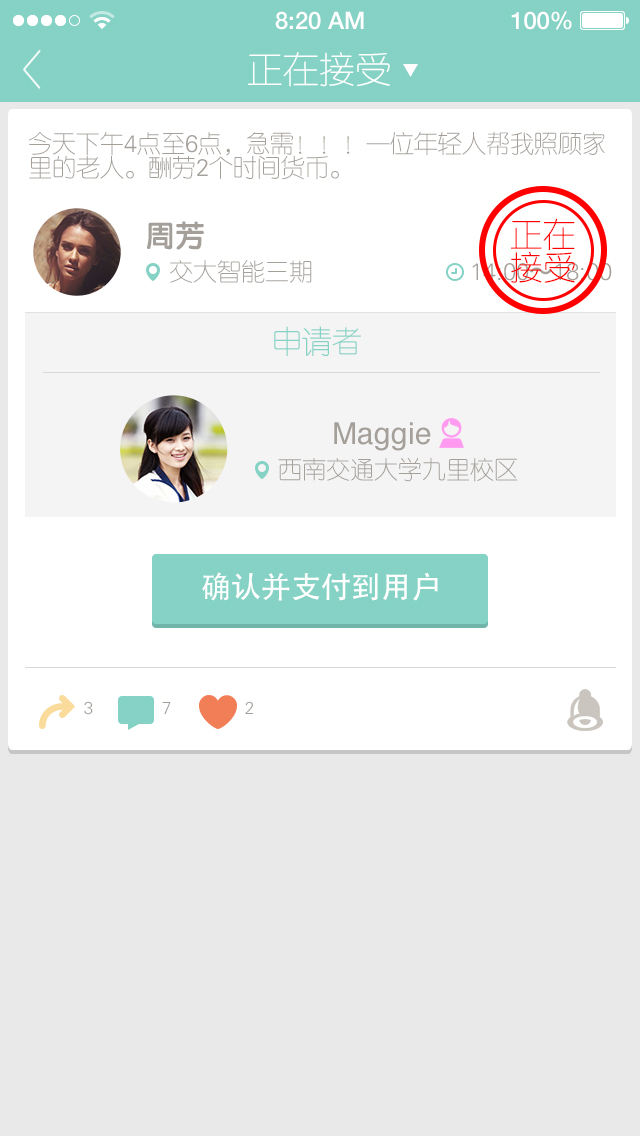 8:20 AM
100%
正在接受
今天下午4点至6点，急需！！！一位年轻人帮我照顾家
里的老人。酬劳2个时间货币。
周芳
正在
接受
交大智能三期
14:00~18:00
申请者
Maggie
西南交通大学九里校区
确认并支付到用户
3
7
2